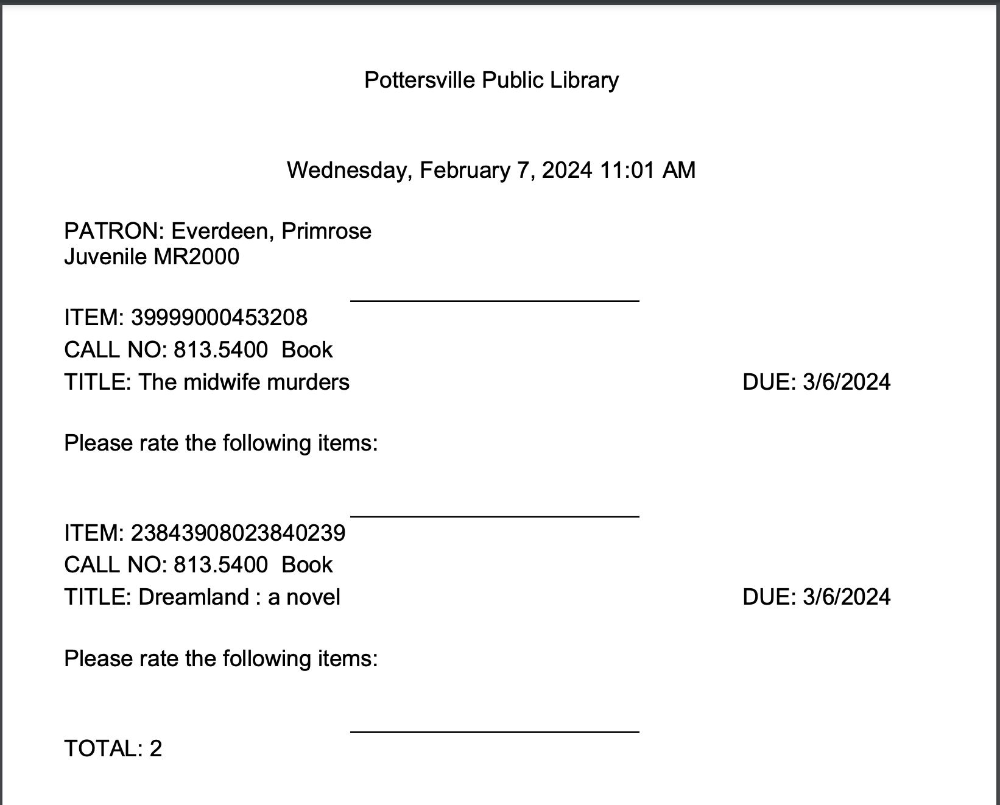 Pottersville Public Library
Wednesday, February 7, 2024 11:01 AM
PATRON: Everdeen, Primrose
Juvenile MR2000
ITEM: 39999000453208
CALL NO: 813.5400  Book
TITLE: The midwife murders DUE: 3/6/2024
Please rate the following items:
ITEM: 23843908023840239
CALL NO: 813.5400  Book
TITLE: Dreamland : a novel DUE: 3/6/2024
Please rate the following items:
TOTAL: 2